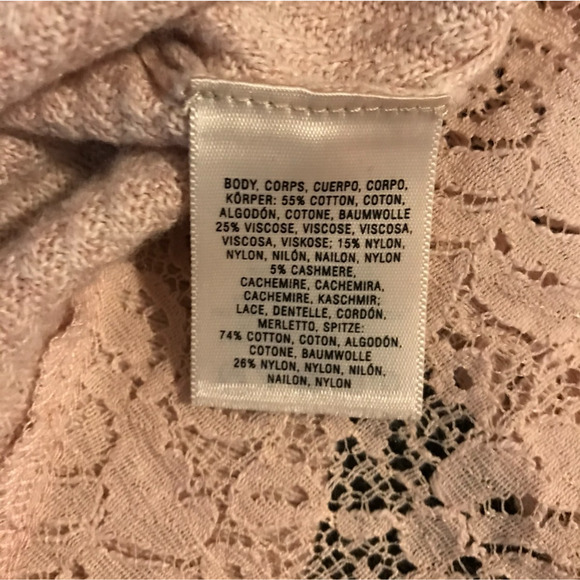 BODY, CORPS, CUERPO, CORPO,
KÖRPER: 55% COTTON, COTON,
ALGODÓN, COTONE, BAUMWOLLE
25% VISCOSE, VISCOSE, VISCOSA,
VISCOSA, VISKOSE; 15% NYLON,
NYLON, NILÓN, NAILON, NYLON
5% CASHMERE,
CACHEMIRE, CACHEMIRA,
CACHEMIRE, KASCHMIR;
LACE, DENTELLE, CORDÓN,
MERLETTO, SPITZE:
74% COTTON, COTON, ALGODÓN,
COTONE, BAUMWOLLE
26% NYLON, NYLON, NILÓN,
NAILON, NYLON